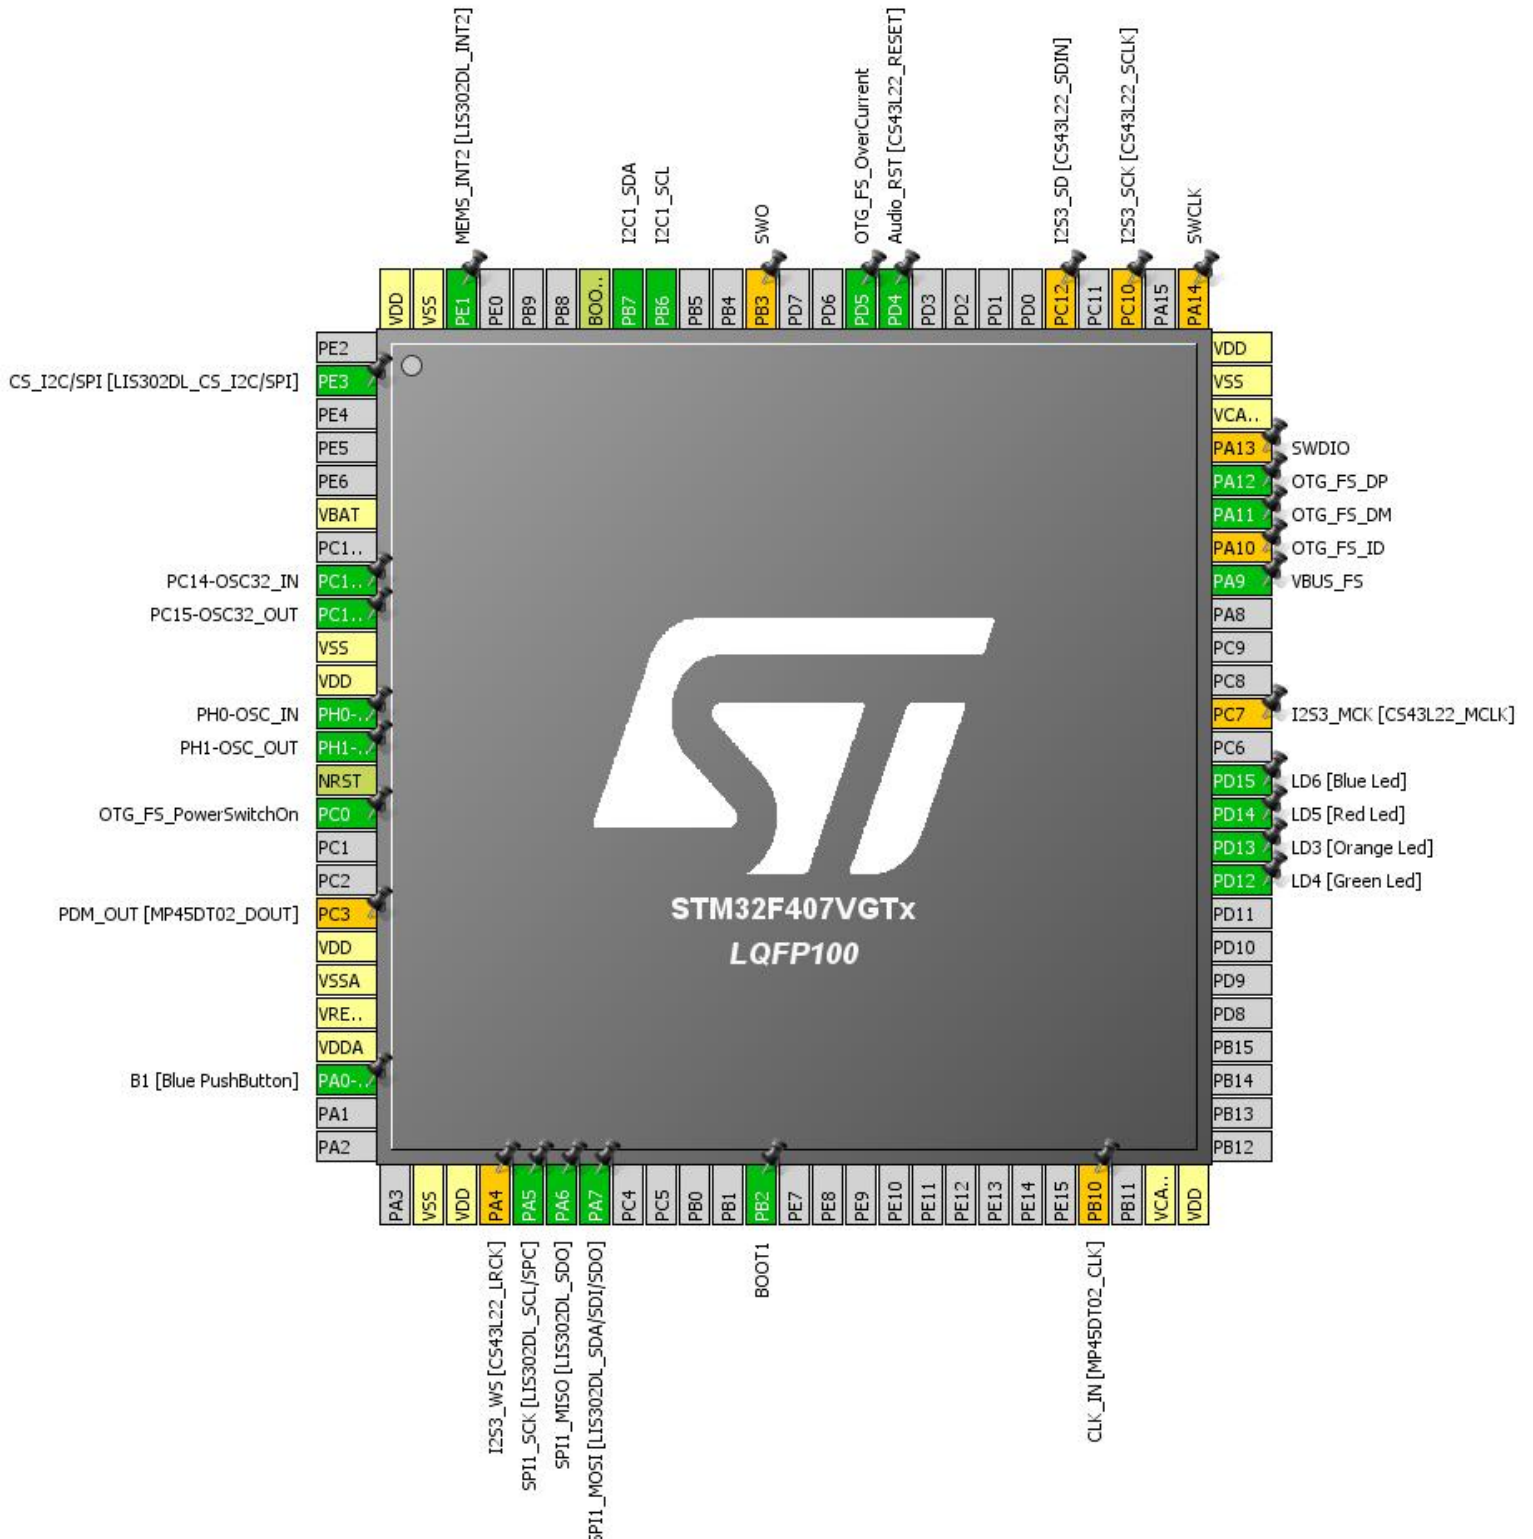 MEMS_INT2 [LIS302DL_INT2]
I2C1_SDA
I2C1_SCL
SWO
OTG_FS_OverCurrent
Audio_RST [CS43L22_RESET]
I2S3_SD [CS43L22_SDIN]
I2S3_SCK [CS43L22_SCLK]
SWCLK
VDD
VSS
PE1
PE0
PB9
PB8
BOO..
PB7
PB6
PB5
PB4
PB3
PD7
PD6
PD5
PD4
PD3
PD2
PD1
PD0
PC12
PC11
PC10
PA15
PA14
PE2
CS_I2C/SPI [LIS302DL_CS_I2C/SPI] PE3
PE4
PE5
PE6
VBAT
PC1..
PC14-OSC32_IN PC1..
PC15-OSC32_OUT PC1..
VSS
VDD
PH0-OSC_IN PH0-..
PH1-OSC_OUT PH1-..
NRST
OTG_FS_PowerSwitchOn PC0
PC1
PC2
PDM_OUT [MP45DT02_DOUT] PC3
VDD
VSSA
VRE..
VDDA
B1 [Blue PushButton] PA0-..
PA1
PA2
ST
STM32F407VGTx
LQFP100
VDD
VSS
VCA..
PA13 SWDIO
PA12 OTG_FS_DP
PA11 OTG_FS_DM
PA10 OTG_FS_ID
PA9 VBUS_FS
PA8
PC9
PC8
PC7 I2S3_MCK [CS43L22_MCLK]
PC6
PD15 LD6 [Blue Led]
PD14 LD5 [Red Led]
PD13 LD3 [Orange Led]
PD12 LD4 [Green Led]
PD11
PD10
PD9
PD8
PB15
PB14
PB13
PB12
PA3
VSS
VDD
PA4
PA5
PA6
PA7
PC4
PC5
PB0
PB1
PB2
PE7
PE8
PE9
PE10
PE11
PE12
PE13
PE14
PE15
PB10
PB11
VCA..
VDD
I2S3_WS [CS43L22_LRCK]
SPI1_SCK [LIS302DL_SCL/SPC]
SPI1_MISO [LIS302DL_SDO]
SPI1_MOSI [LIS302DL_SDA/SDI/SDO]
BOOT1
CLK_IN [MP45DT02_CLK]